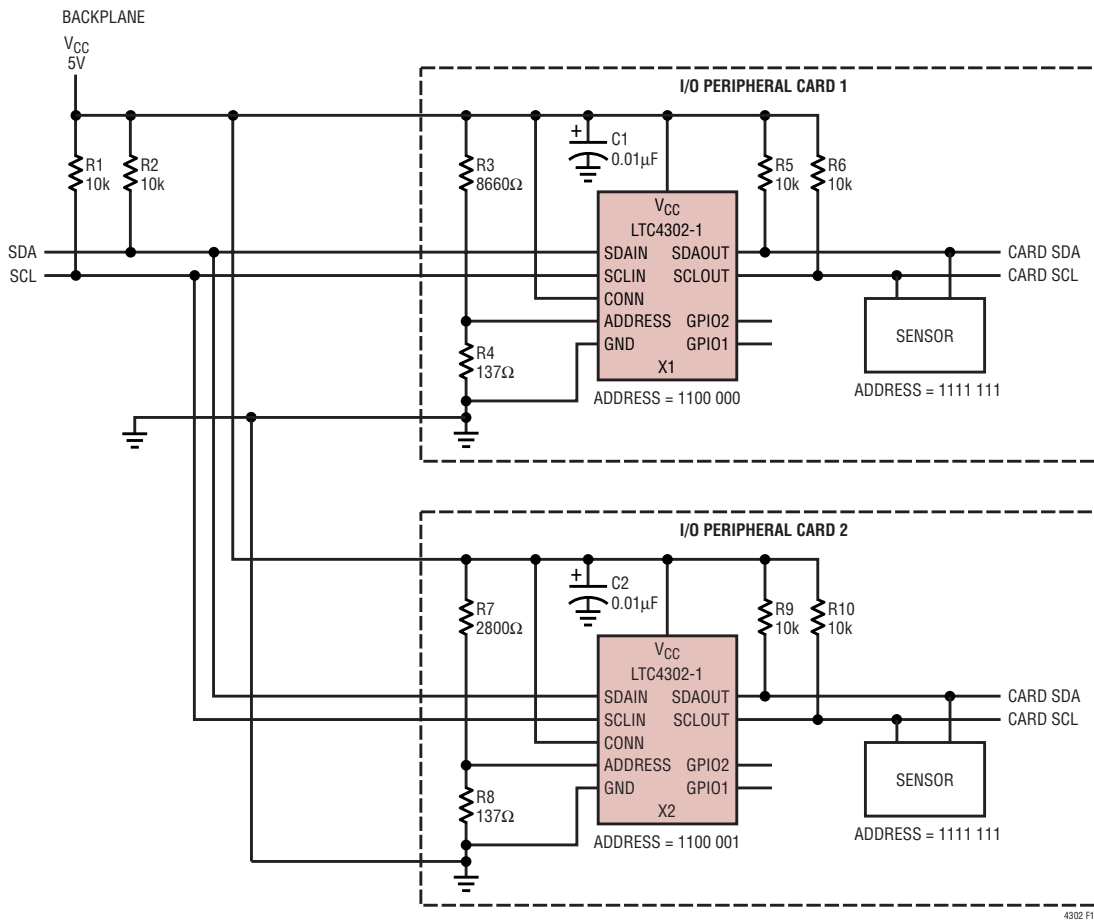 BACKPLANE
VCC
5V
R1
10k
R2
10k
SDA
SCL
I/O PERIPHERAL CARD 1
R3
8660Ω
R4
137Ω
+
C1
0.01µF
VCC
LTC4302-1
SDAIN SDAOUT
SCLIN SCLOUT
CONN
ADDRESS GPIO2
GND GPIO1
X1
ADDRESS = 1100 000
R5
10k
R6
10k
CARD SDA
CARD SCL
SENSOR
ADDRESS = 1111 111
I/O PERIPHERAL CARD 2
R7
2800Ω
R8
137Ω
+
C2
0.01µF
VCC
LTC4302-1
SDAIN SDAOUT
SCLIN SCLOUT
CONN
ADDRESS GPIO2
GND GPIO1
X2
ADDRESS = 1100 001
R9
10k
R10
10k
CARD SDA
CARD SCL
SENSOR
ADDRESS = 1111 111
4302 F1